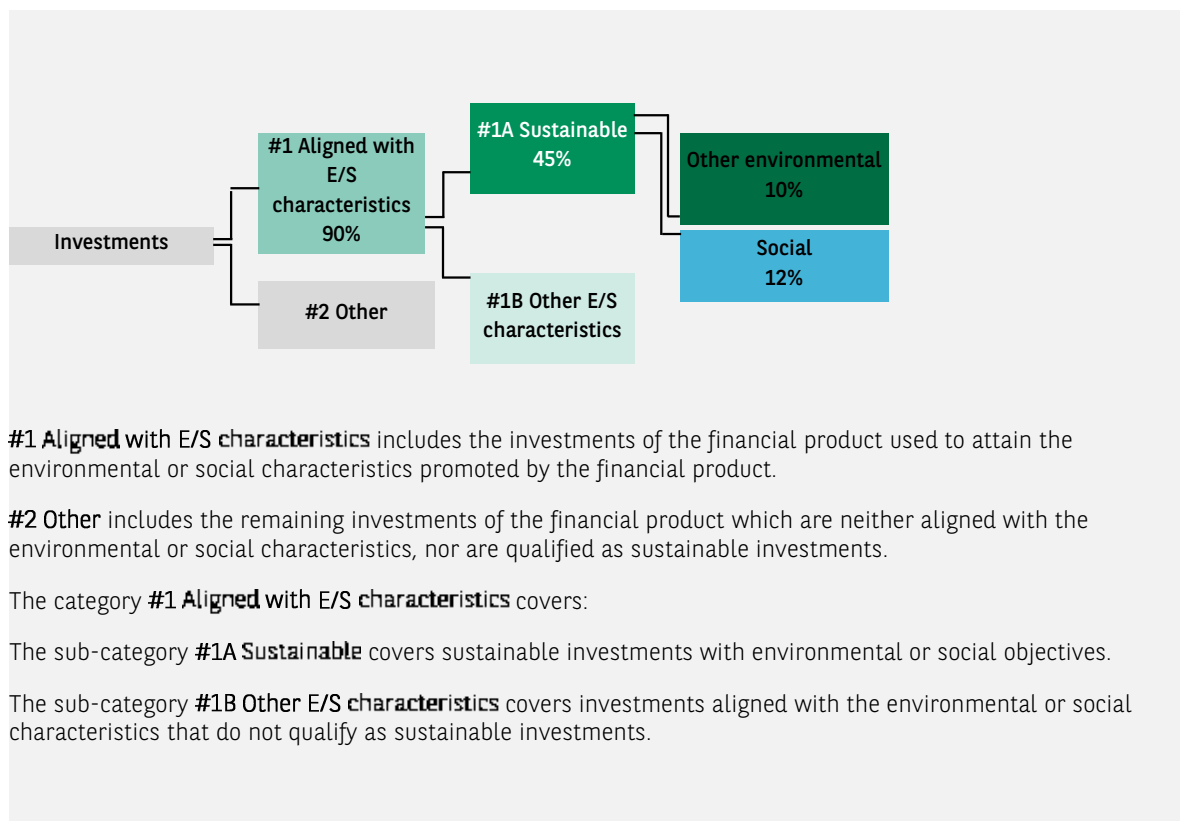 #1A Sustainable
45%
#1 Aligned with
E/S
characteristics
90%
Other environmental
10%
Investments
Social
12%
#2 Other
#1B Other E/S
characteristics
#1 Aligned with E/S characteristics includes the investments of the financial product used to attain the
environmental or social characteristics promoted by the financial product.
#2 Other includes the remaining investments of the financial product which are neither aligned with the
environmental or social characteristics, nor are qualified as sustainable investments.
The category #1 Aligned with E/S characteristics covers:
The sub-category #1A Sustainable covers sustainable investments with environmental or social objectives.
The sub-category #1B Other E/S characteristics covers investments aligned with the environmental or social
characteristics that do not qualify as sustainable investments.